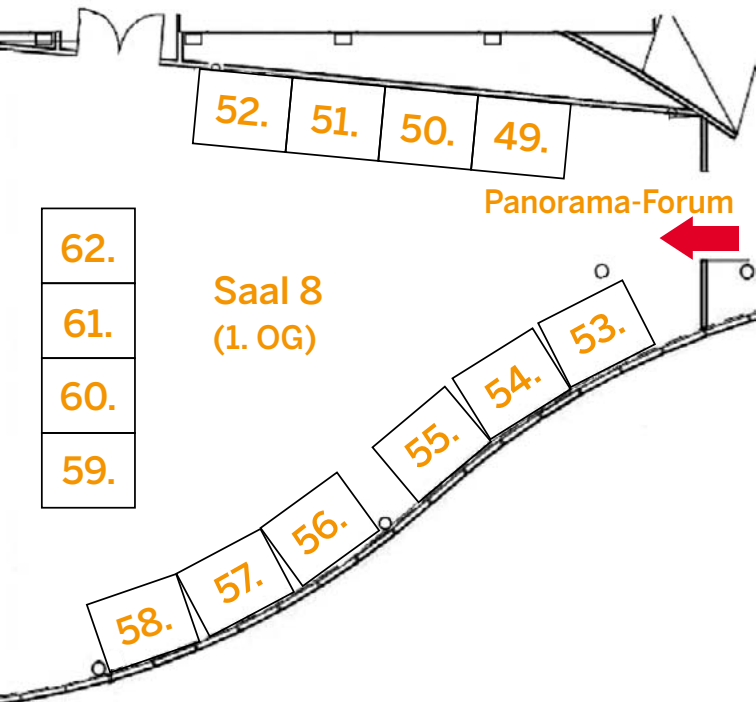 52. 51. 50. 49.
Panorama-Forum
62.
Saal 8
61.
(1. OG)
53.
54.
60.
55.
59.
56.
57.
58.